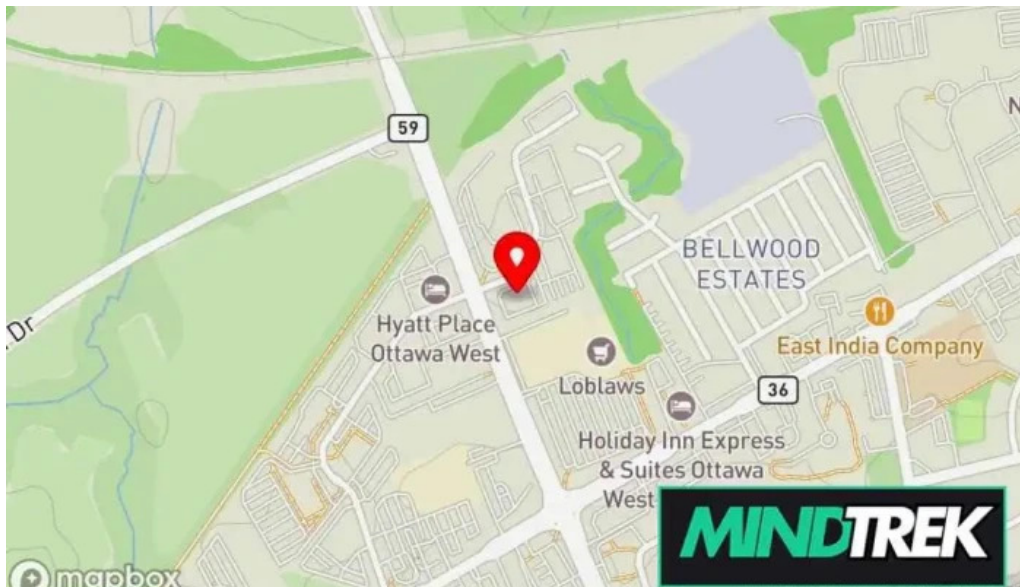 59
N
BELLWOOD
ESTATES
Dr
Hyatt Place
Ottawa West
East India Company
Loblaws
36
Holiday Inn Express
& Suites Ottawa
West
MINDTREK
mapbox